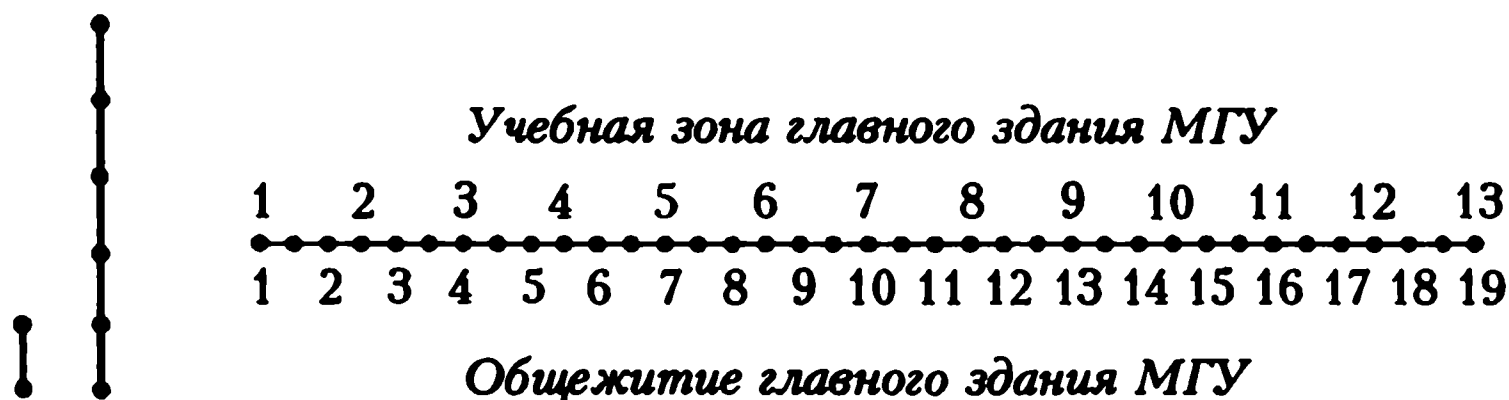 Учебная зона главного здания МГУ
1 2 3 4 5 6 7 8 9 10 11 12 13
1 2 3 4 5 6 7 8 9 10 11 12 13 14 15 16 17 18 19
Общежитие главного здания МГУ